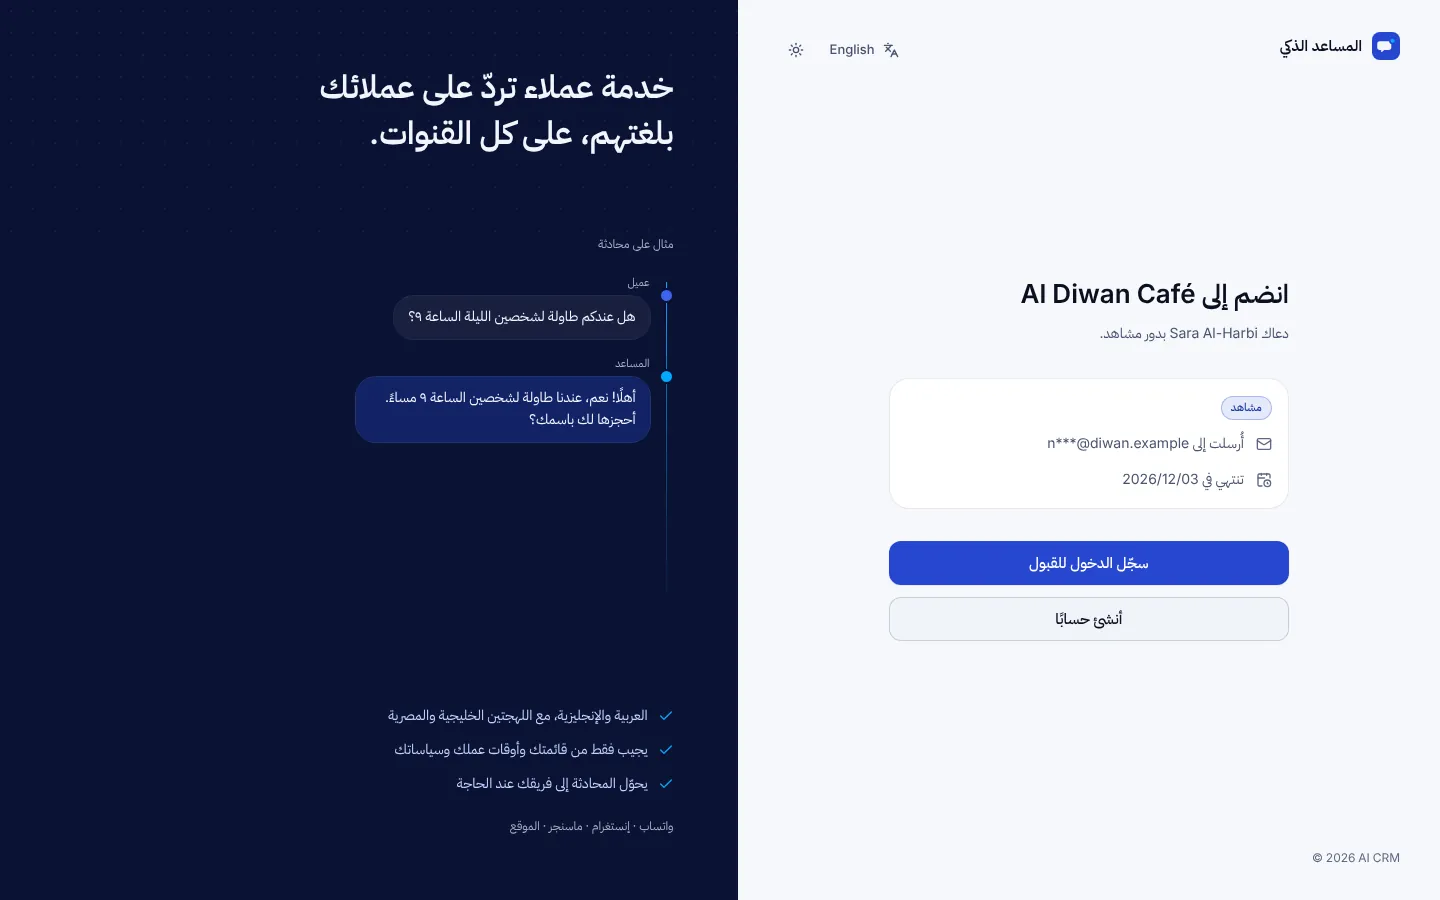 المساعد الذكي
English
انضم إلى Al Diwan Café
دعاك Sara Al-Harbi بدور مشاهد.
مشاهد
أُرسلت إلى n***@diwan.example
تنتهي في 2026/12/03
سجّل الدخول للقبول
أنشئ حسابًا
© 2026 AI CRM
خدمة عملاء تردّ على عملائك
بلغتهم، على كل القنوات.
مثال على محادثة
عميل
هل عندكم طاولة لشخصين الليلة الساعة ٩؟
المساعد
أهلًا! نعم، عندنا طاولة لشخصين الساعة ٩ مساءً.
أحجزها لك باسمك؟
العربية والإنجليزية، مع اللهجتين الخليجية والمصرية
يجيب فقط من قائمتك وأوقات عملك وسياساتك
يحوّل المحادثة إلى فريقك عند الحاجة
واتساب · إنستغرام · ماسنجر · الموقع